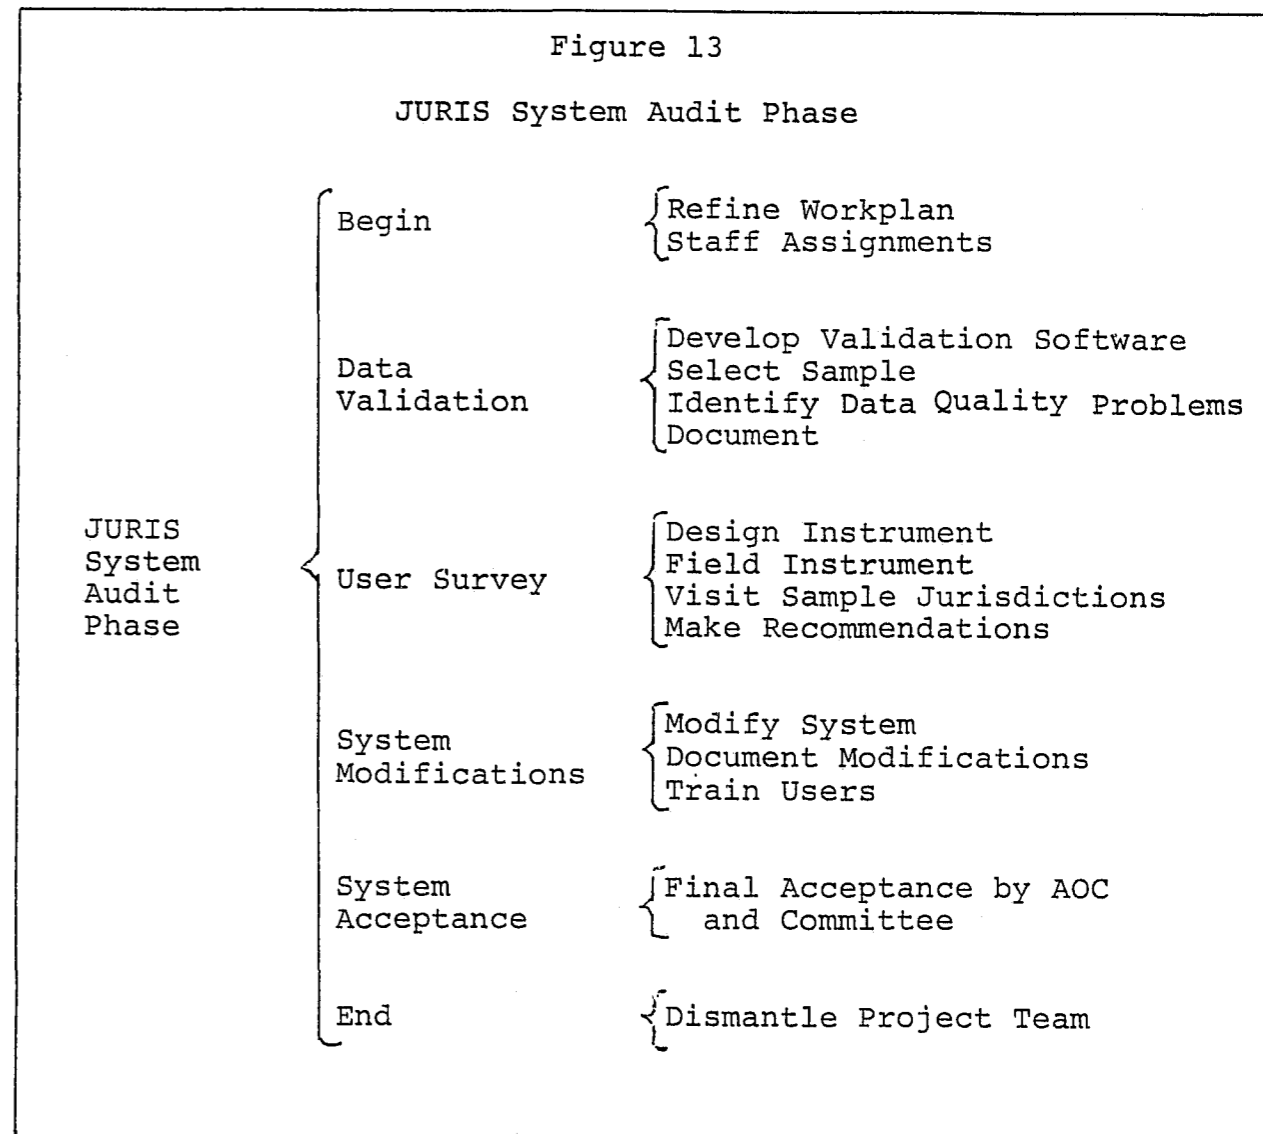 Figure 13
JURIS System Audit Phase
JURIS
System
Audit
Phase
Begin
Refine Workplan
Staff Assignments
Data
Validation
Develop Validation Software
Select Sample
Identify Data Quality Problems
Document
User Survey
Design Instrument
Field Instrument
Visit Sample Jurisdictions
Make Recommendations
System
Modifications
Modify System
Document Modifications
Train Users
System
Acceptance
Final Acceptance by AOC
and Committee
End
Dismantle Project Team